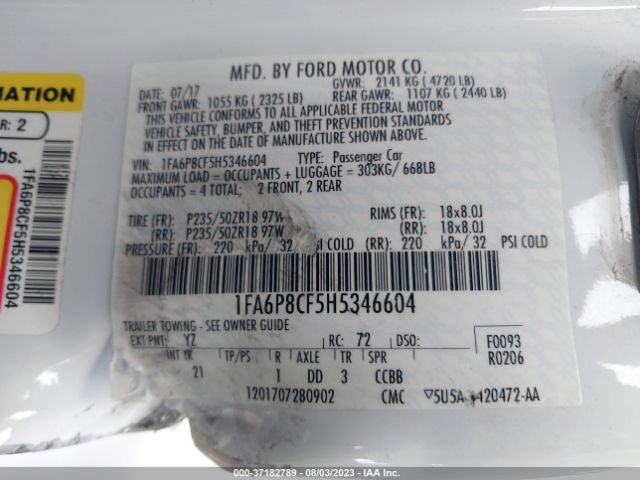 MFD. BY FORD MOTOR CO.
DATE: 07/17 GVWR: 2141 KG ( 4720 LB)
FRONT GAWR: 1055 KG ( 2325 LB) REAR GAWR: 1107 KG ( 2440 LB)
THIS VEHICLE CONFORMS TO ALL APPLICABLE FEDERAL MOTOR
VEHICLE SAFETY, BUMPER, AND THEFT PREVENTION STANDARDS
IN EFFECT ON THE DATE OF MANUFACTURE SHOWN ABOVE.
VIN: 1FA6P8CF5H5346604 TYPE: Passenger Car
MAXIMUM LOAD = OCCUPANTS + LUGGAGE = 303KG/ 668LB
OCCUPANTS = 4 TOTAL: 2 FRONT, 2 REAR
TIRE (FR): P235/50ZR18 97W RIMS (FR): 18x8.0J
(RR): P235/50ZR18 97W (RR): 18x8.0J
PRESSURE (FR): 220 kPa/ 32 PSI COLD (RR): 220 kPa/ 32 PSI COLD
1FA6P8CF5H5346604
TRAILER TOWING - SEE OWNER GUIDE
EXT PNT: YZ RC: 72 DSO: F0093
R0206
INT TR TP/PS R AXLE TR SPR
21 1 DD 3 CCBB
1201707280902 CMC 5U5A 420472-AA
MATION
R: 2
bs.
1FA6P8CF5H5346604
000-37182789 - 08/03/2023 - IAA Inc.